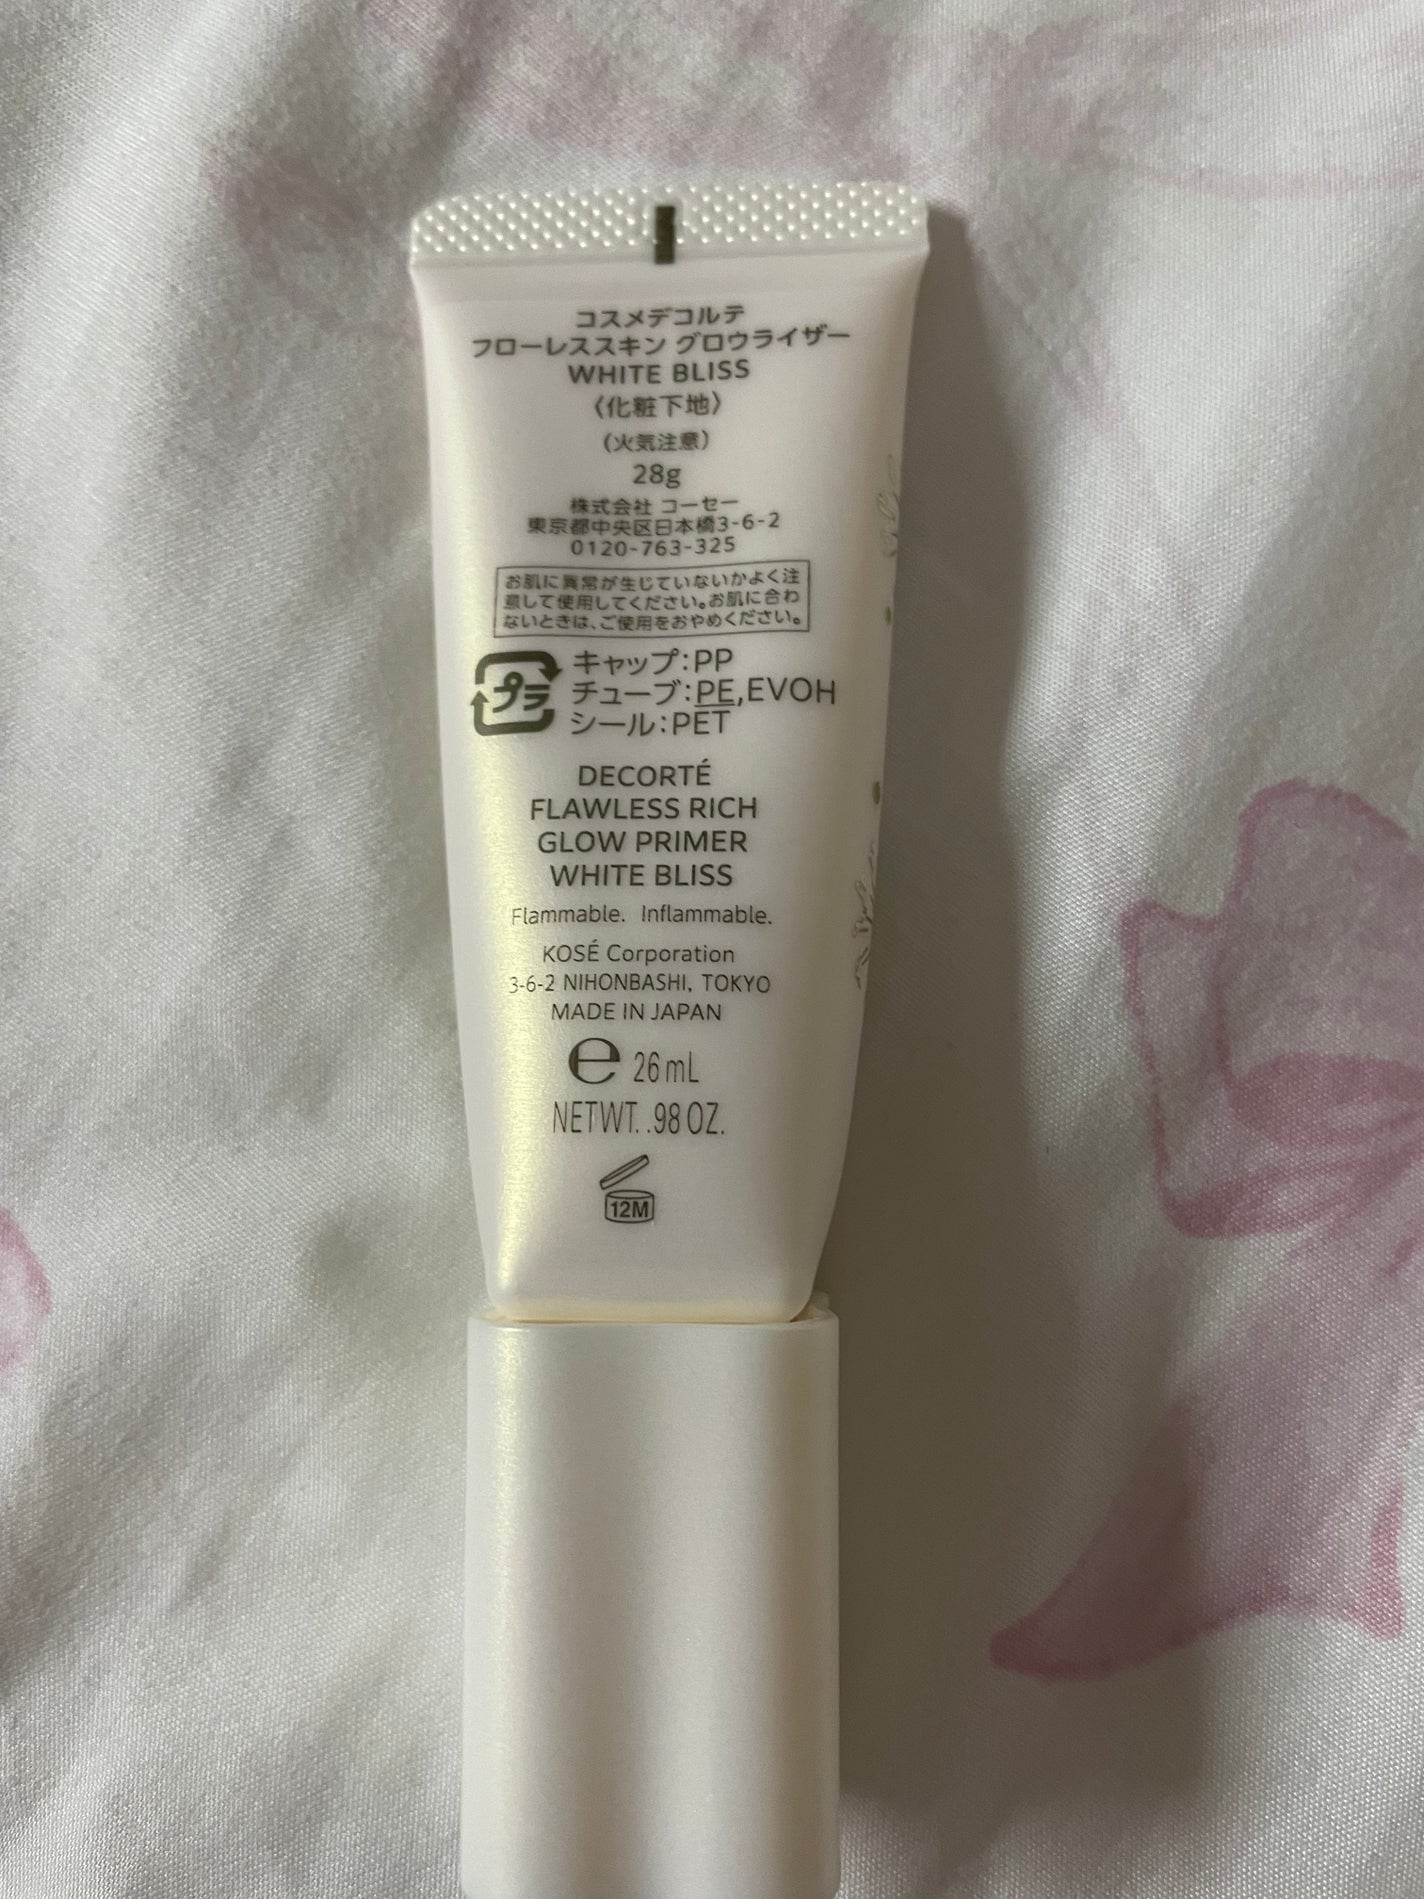 コスメデコルテ
フローレススキン グロウライザー
WHITE BLISS
〈化粧下地〉
(火気注意)
28g
株式会社 コーセー
東京都中央区日本橋3-6-2
0120-763-325
お肌に異常が生じていないかよく注
意して使用してください。お肌に合わ
ないときは、ご使用をおやめください。
プラ
キャップ:PP
チューブ:PE,EVOH
シール:PET
DECORTÉ
FLAWLESS RICH
GLOW PRIMER
WHITE BLISS
Flammable. Inflammable.
KOSÉ Corporation
3-6-2 NIHONBASHI, TOKYO
MADE IN JAPAN
℮ 26mL
NETWT. .98 OZ.
12M